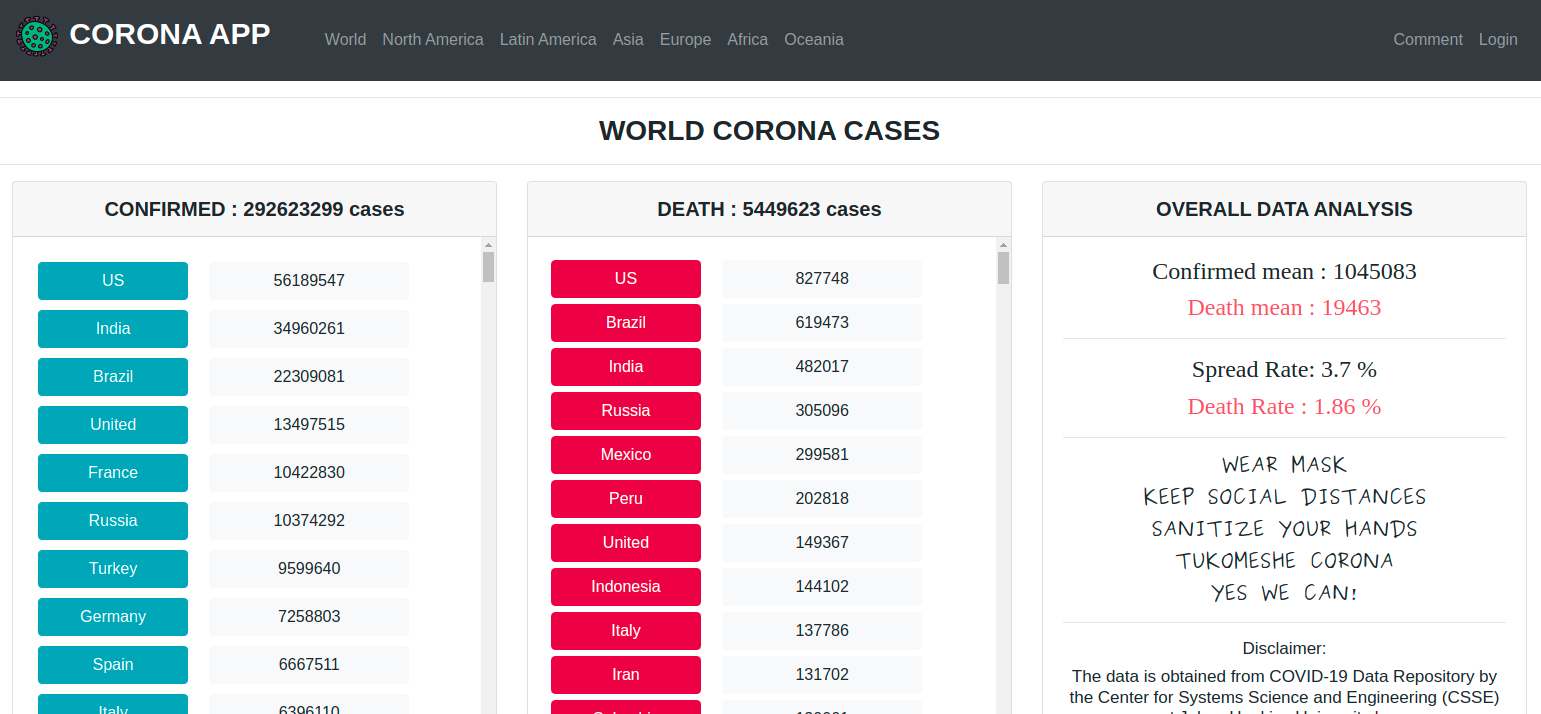 CORONA APP
World North America Latin America Asia Europe Africa Oceania Comment Login
WORLD CORONA CASES
CONFIRMED : 292623299 cases
US 56189547
India 34960261
Brazil 22309081
United 13497515
France 10422830
Russia 10374292
Turkey 9599640
Germany 7258803
Spain 6667511
Italy 6396110
DEATH : 5449623 cases
US 827748
Brazil 619473
India 482017
Russia 305096
Mexico 299581
Peru 202818
United 149367
Indonesia 144102
Italy 137786
Iran 131702
OVERALL DATA ANALYSIS
Confirmed mean : 1045083
Death mean : 19463
Spread Rate: 3.7 %
Death Rate : 1.86 %
WEAR MASK
KEEP SOCIAL DISTANCES
SANITIZE YOUR HANDS
TUKOMESHE CORONA
YES WE CAN!
Disclaimer:
The data is obtained from COVID-19 Data Repository by
the Center for Systems Science and Engineering (CSSE)